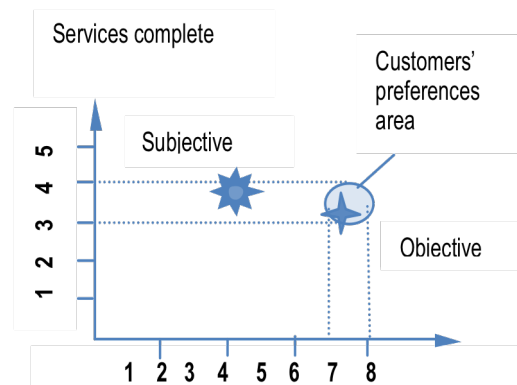 Services complete
Customers’
preferences
area
Subjective
Obiective
5
4
3
2
1
1 2 3 4 5 6 7 8